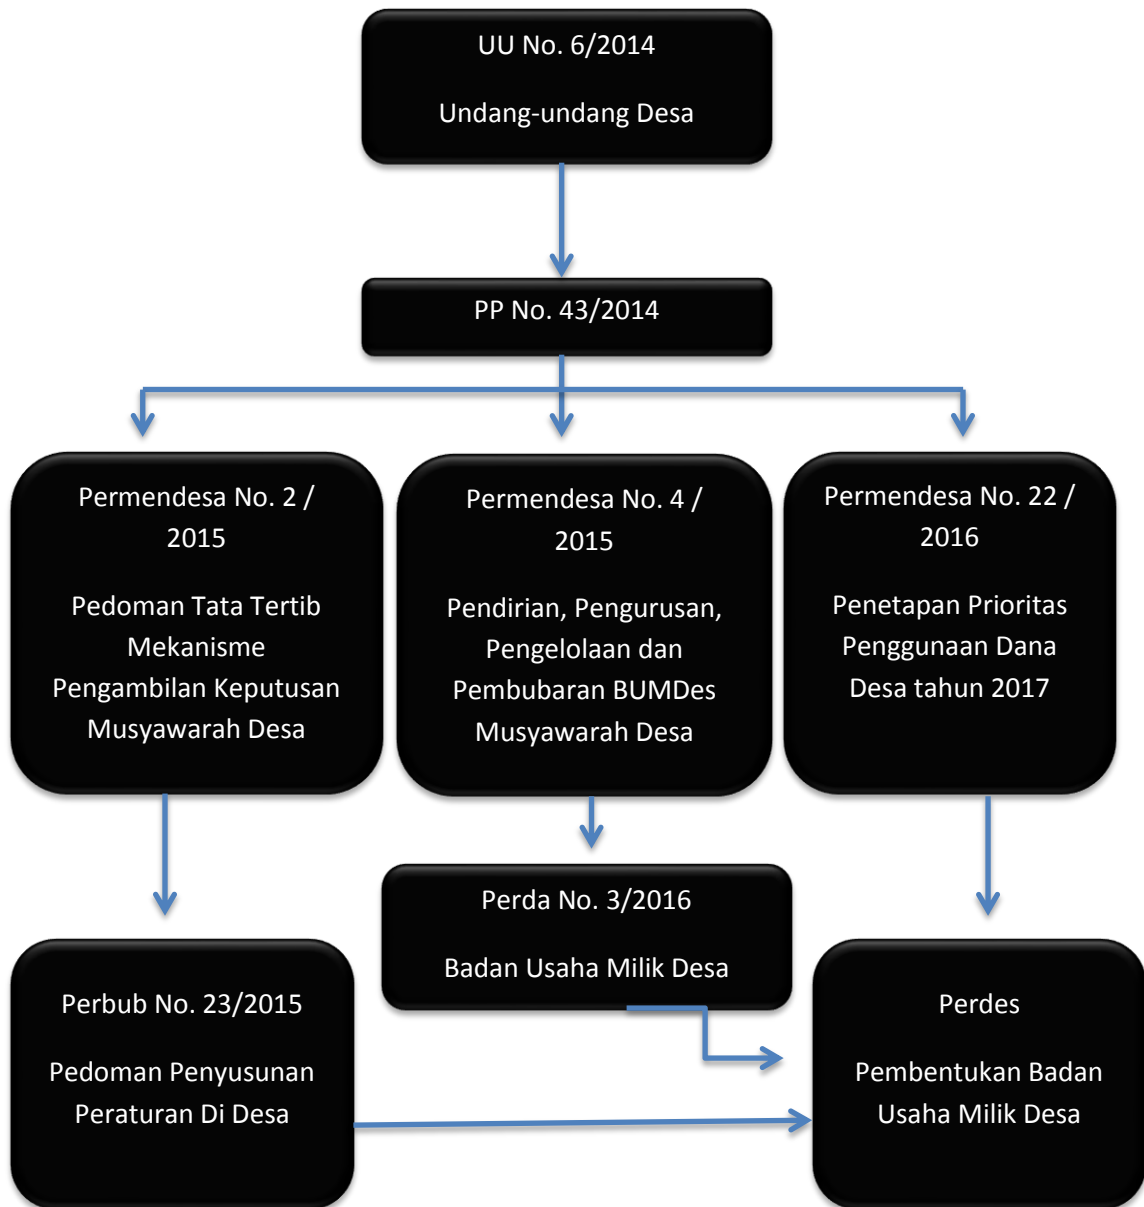 UU No. 6/2014
Undang-undang Desa
PP No. 43/2014
Permendesa No. 2 /
2015
Pedoman Tata Tertib
Mekanisme
Pengambilan Keputusan
Musyawarah Desa
Permendesa No. 4 /
2015
Pendirian, Pengurusan,
Pengelolaan dan
Pembubaran BUMDes
Musyawarah Desa
Permendesa No. 22 /
2016
Penetapan Prioritas
Penggunaan Dana
Desa tahun 2017
Perda No. 3/2016
Badan Usaha Milik Desa
Perbub No. 23/2015
Pedoman Penyusunan
Peraturan Di Desa
Perdes
Pembentukan Badan
Usaha Milik Desa